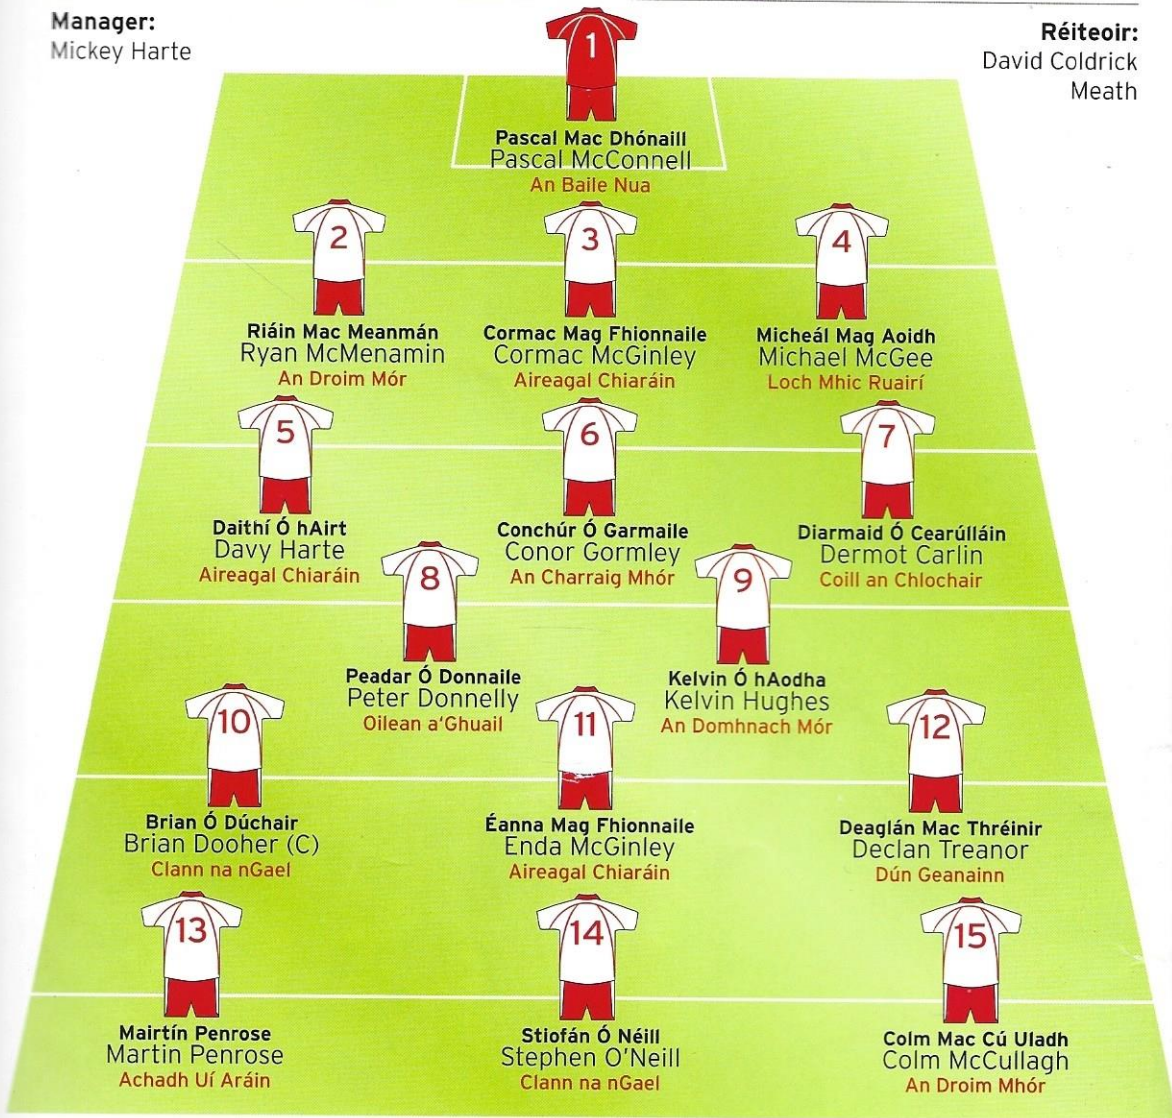 Manager:
Mickey Harte
Réiteoir:
David Coldrick
Meath
1
Pascal Mac Dhónaill
Pascal McConnell
An Baile Nua
2
Riáin Mac Meanmán
Ryan McMenamin
An Droim Mór
3
Cormac Mag Fhionnaile
Cormac McGinley
Aireagal Chiaráin
4
Micheál Mag Aoidh
Michael McGee
Loch Mhic Ruairí
5
Daithí Ó hAirt
Davy Harte
Aireagal Chiaráin
6
Conchúr Ó Garmaile
Conor Gormley
An Charraig Mhór
7
Diarmaid Ó Cearúlláin
Dermot Carlin
Coill an Chlochair
8
Peadar Ó Donnaile
Peter Donnelly
Oilean a'Ghuail
9
Kelvin Ó hAodha
Kelvin Hughes
An Domhnach Mór
10
Brian Ó Dúchair
Brian Dooher (C)
Clann na nGael
11
Éanna Mag Fhionnaile
Enda McGinley
Aireagal Chiaráin
12
Deaglán Mac Thréinir
Declan Treanor
Dún Geanainn
13
Mairtín Penrose
Martin Penrose
Achadh Uí Aráin
14
Stiofán Ó Néill
Stephen O'Neill
Clann na nGael
15
Colm Mac Cú Uladh
Colm McCullagh
An Droim Mhór